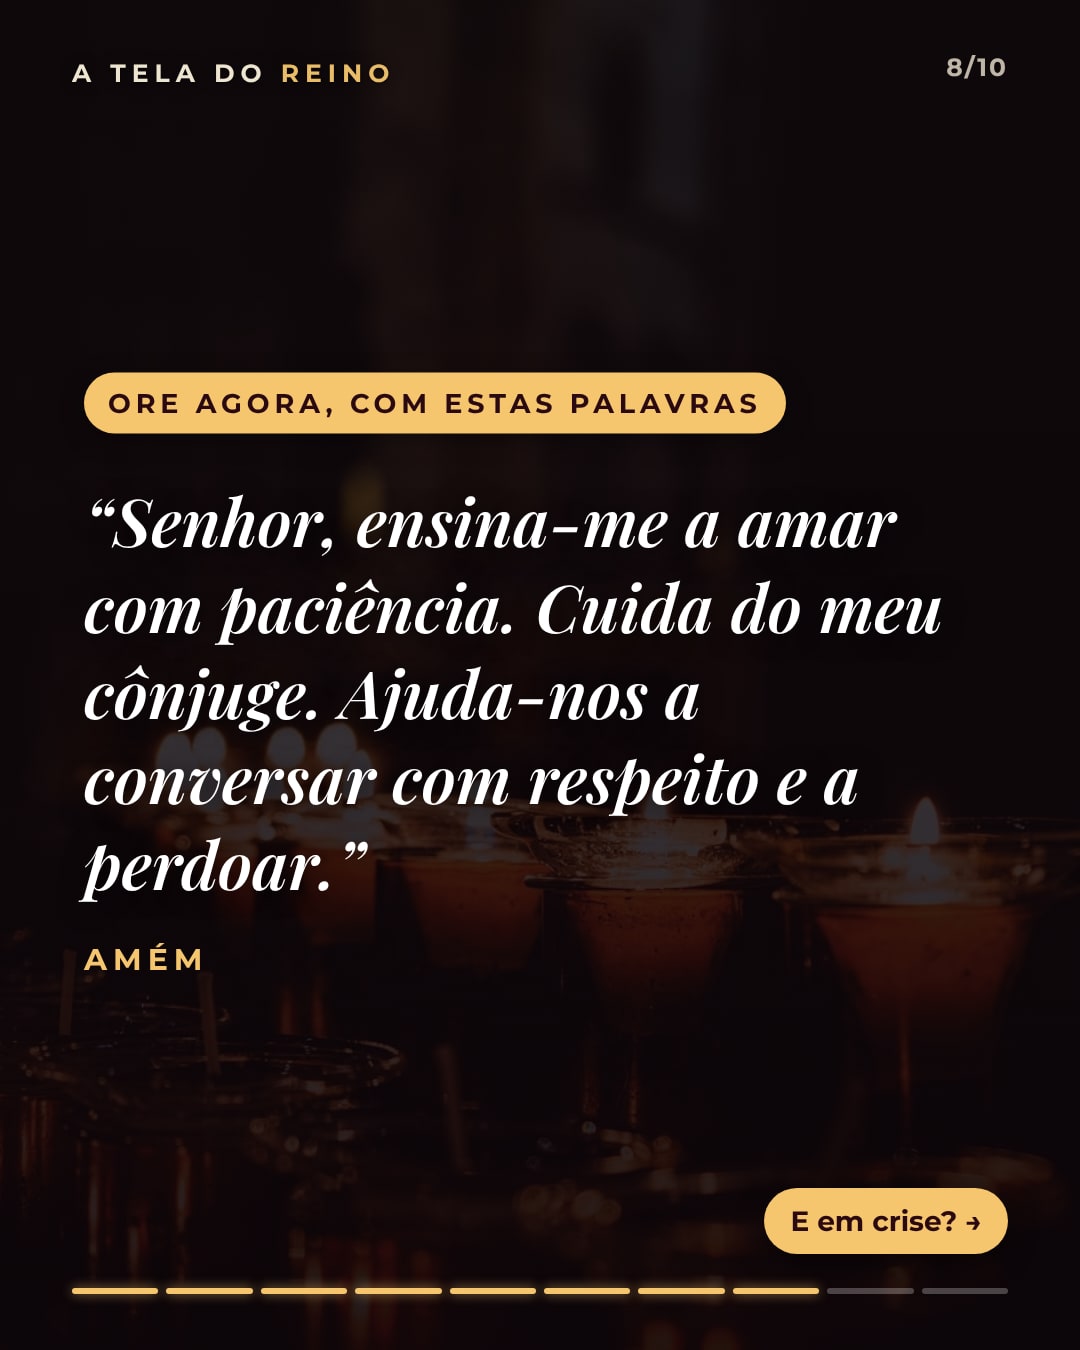 A TELA DO REINO
8/10
ORE AGORA, COM ESTAS PALAVRAS
“Senhor, ensina-me a amar
com paciência. Cuida do meu
cônjuge. Ajuda-nos a
conversar com respeito e a
perdoar.”
AMÉM
E em crise? →